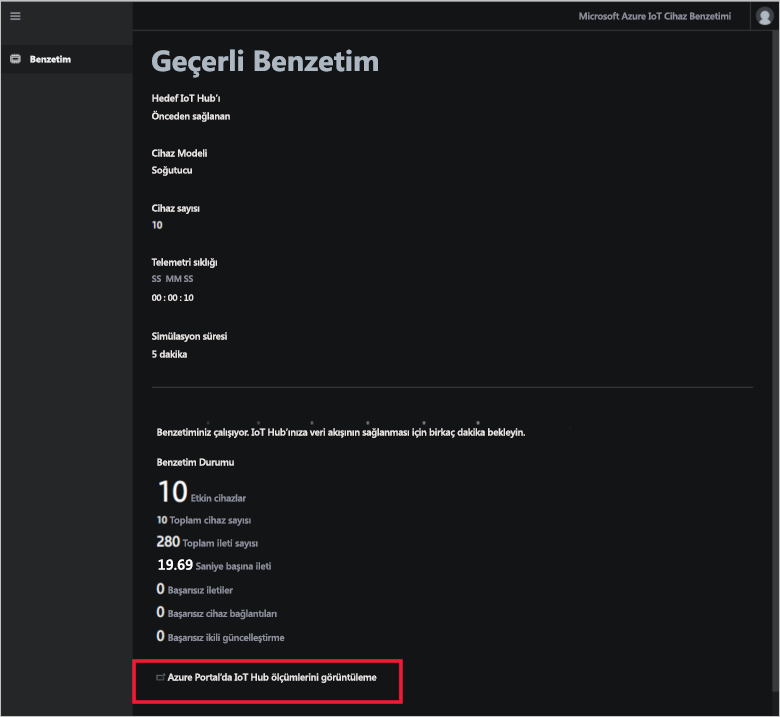 Microsoft Azure IoT Cihaz Benzetimi
Benzetim
Geçerli Benzetim
Hedef IoT Hub'ı
Önceden sağlanan
Cihaz Modeli
Soğutucu
Cihaz sayısı
10
Telemetri sıklığı
SS MM SS
00 : 00 : 10
Simülasyon süresi
5 dakika
Benzetiminiz çalışıyor. IoT Hub'ınıza veri akışının sağlanması için birkaç dakika bekleyin.
Benzetim Durumu
10 Etkin cihazlar
10 Toplam cihaz sayısı
280 Toplam ileti sayısı
19.69 Saniye başına ileti
0 Başarısız iletiler
0 Başarısız cihaz bağlantıları
0 Başarısız ikili güncelleştirme
Azure Portal'da IoT Hub ölçümlerini görüntüleme